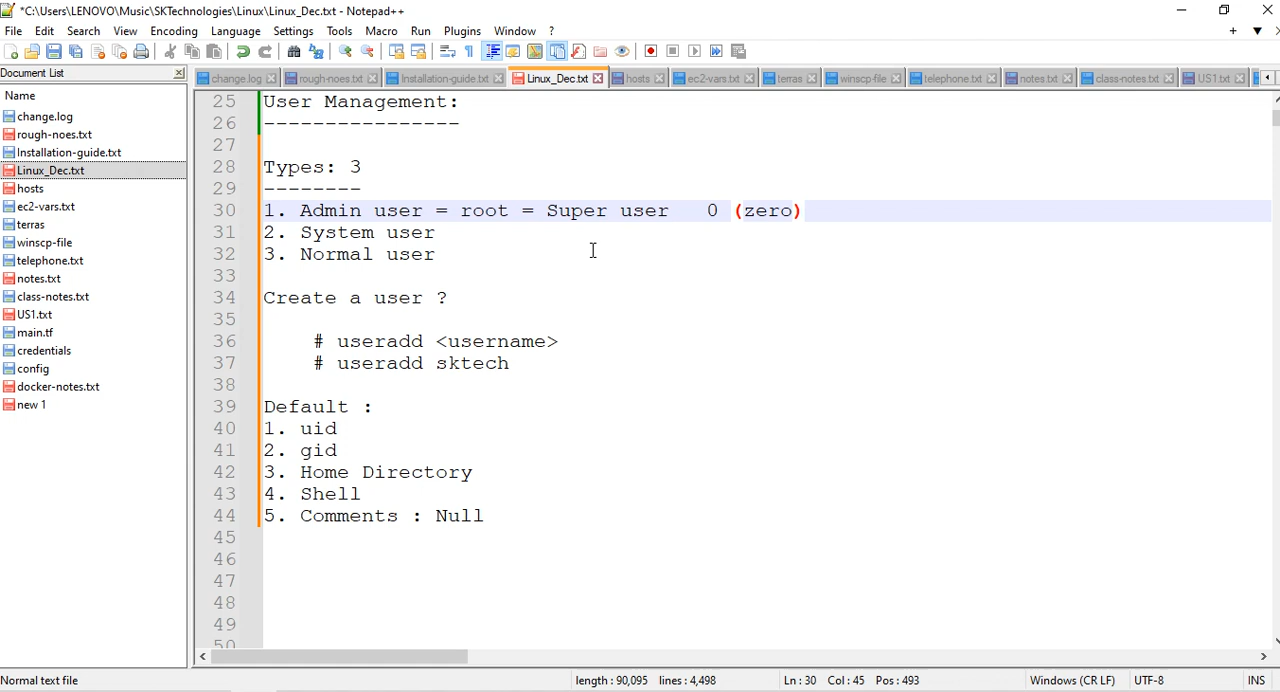 *C:\Users\LENOVO\Music\SKTechnologies\Linux\Linux_Dec.txt - Notepad++
File Edit Search View Encoding Language Settings Tools Macro Run Plugins Window ?
Document List
change.log rough-noes.txt Installation-guide.txt Linux_Dec.txt hosts ec2-vars.txt terras winscp-file telephone.txt notes.txt class-notes.txt US1.txt
Name
change.log
rough-noes.txt
Installation-guide.txt
Linux_Dec.txt
hosts
ec2-vars.txt
terras
winscp-file
telephone.txt
notes.txt
class-notes.txt
US1.txt
main.tf
credentials
config
docker-notes.txt
new 1
25 User Management:
26 ----------------
27
28 Types: 3
29 --------
30 1. Admin user = root = Super user 0 (zero)
31 2. System user
32 3. Normal user
33
34 Create a user ?
35
36 # useradd <username>
37 # useradd sktech
38
39 Default :
40 1. uid
41 2. gid
42 3. Home Directory
43 4. Shell
44 5. Comments : Null
45
46
47
48
49
50
Normal text file length : 90,095 lines : 4,498 Ln : 30 Col : 45 Pos : 493 Windows (CR LF) UTF-8 INS